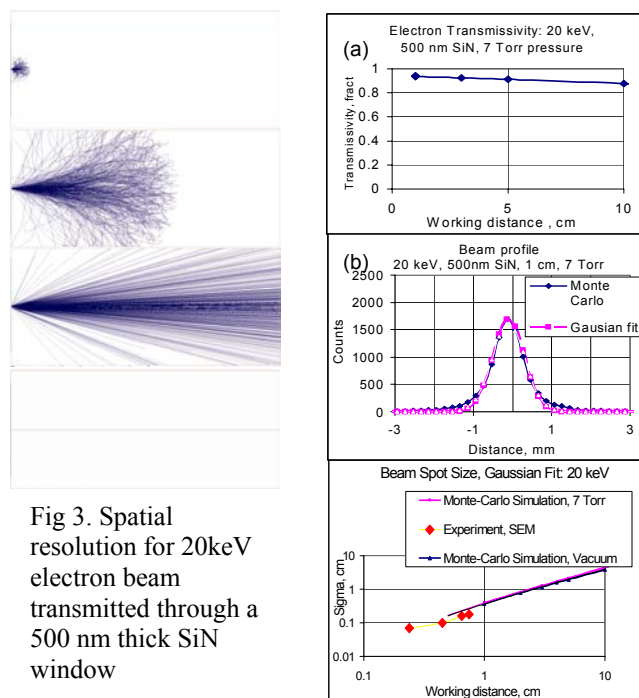 Fig 3. Spatial
resolution for 20keV
electron beam
transmitted through a
500 nm thick SiN
window
(a)
Electron Transmissivity: 20 keV,
500 nm SiN, 7 Torr pressure
Transmissivity, fract
1
0.8
0.6
0.4
0.2
0
0 5 10
Working distance , cm
(b)
Beam profile
20 keV, 500nm SiN, 1 cm, 7 Torr
Counts
2500
2000
1500
1000
500
0
Monte
Carlo
Gausian fit
-3 -1 1 3
Distance, mm
Beam Spot Size, Gaussian Fit: 20 keV
Monte-Carlo Simulation, 7 Torr
Experiment, SEM
Monte-Carlo Simulation, Vacuum
Sigma, cm
10
1
0.1
0.01
0.1 1 10
Working distance, cm